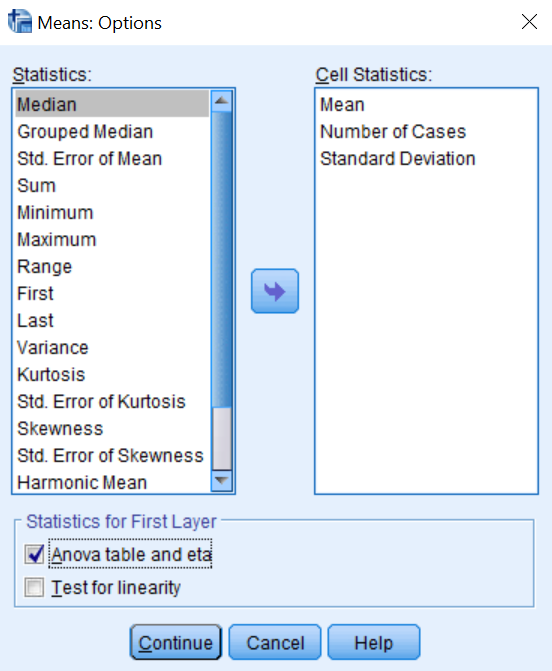 Means: Options
Statistics:
Median
Grouped Median
Std. Error of Mean
Sum
Minimum
Maximum
Range
First
Last
Variance
Kurtosis
Std. Error of Kurtosis
Skewness
Std. Error of Skewness
Harmonic Mean
Cell Statistics:
Mean
Number of Cases
Standard Deviation
Statistics for First Layer
Anova table and eta
Test for linearity
Continue
Cancel
Help